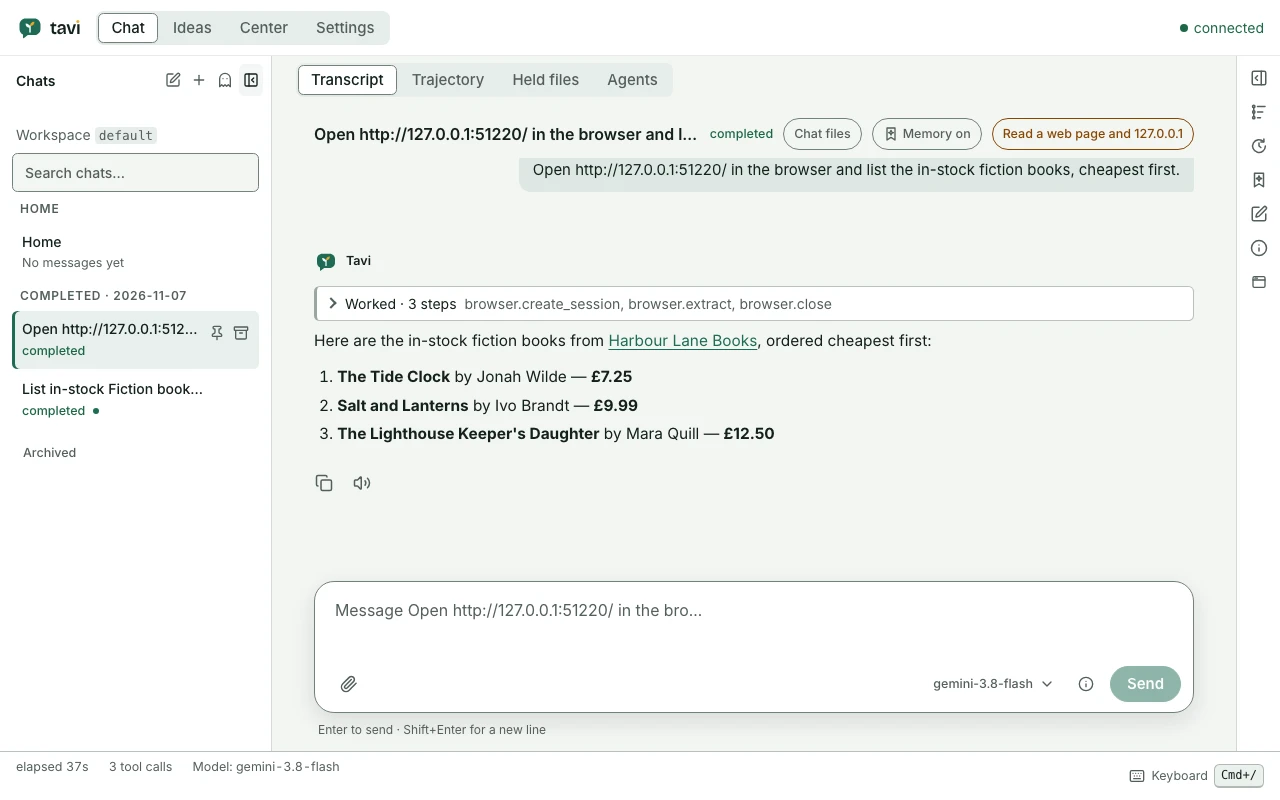 tavi
Chat
Ideas
Center
Settings
connected
Chats
Workspace default
Search chats...
HOME
Home
No messages yet
COMPLETED · 2026-11-07
Open http://127.0.0.1:512...
completed
List in-stock Fiction book...
completed
Archived
Transcript
Trajectory
Held files
Agents
Open http://127.0.0.1:51220/ in the browser and l...
completed
Chat files
Memory on
Read a web page and 127.0.0.1
Open http://127.0.0.1:51220/ in the browser and list the in-stock fiction books, cheapest first.
Tavi
Worked · 3 steps browser.create_session, browser.extract, browser.close
Here are the in-stock fiction books from Harbour Lane Books, ordered cheapest first:
1. The Tide Clock by Jonah Wilde — £7.25
2. Salt and Lanterns by Ivo Brandt — £9.99
3. The Lighthouse Keeper's Daughter by Mara Quill — £12.50
Message Open http://127.0.0.1:51220/ in the bro...
gemini-3.8-flash
Send
Enter to send · Shift+Enter for a new line
elapsed 37s
3 tool calls
Model: gemini-3.8-flash
Keyboard
Cmd+/